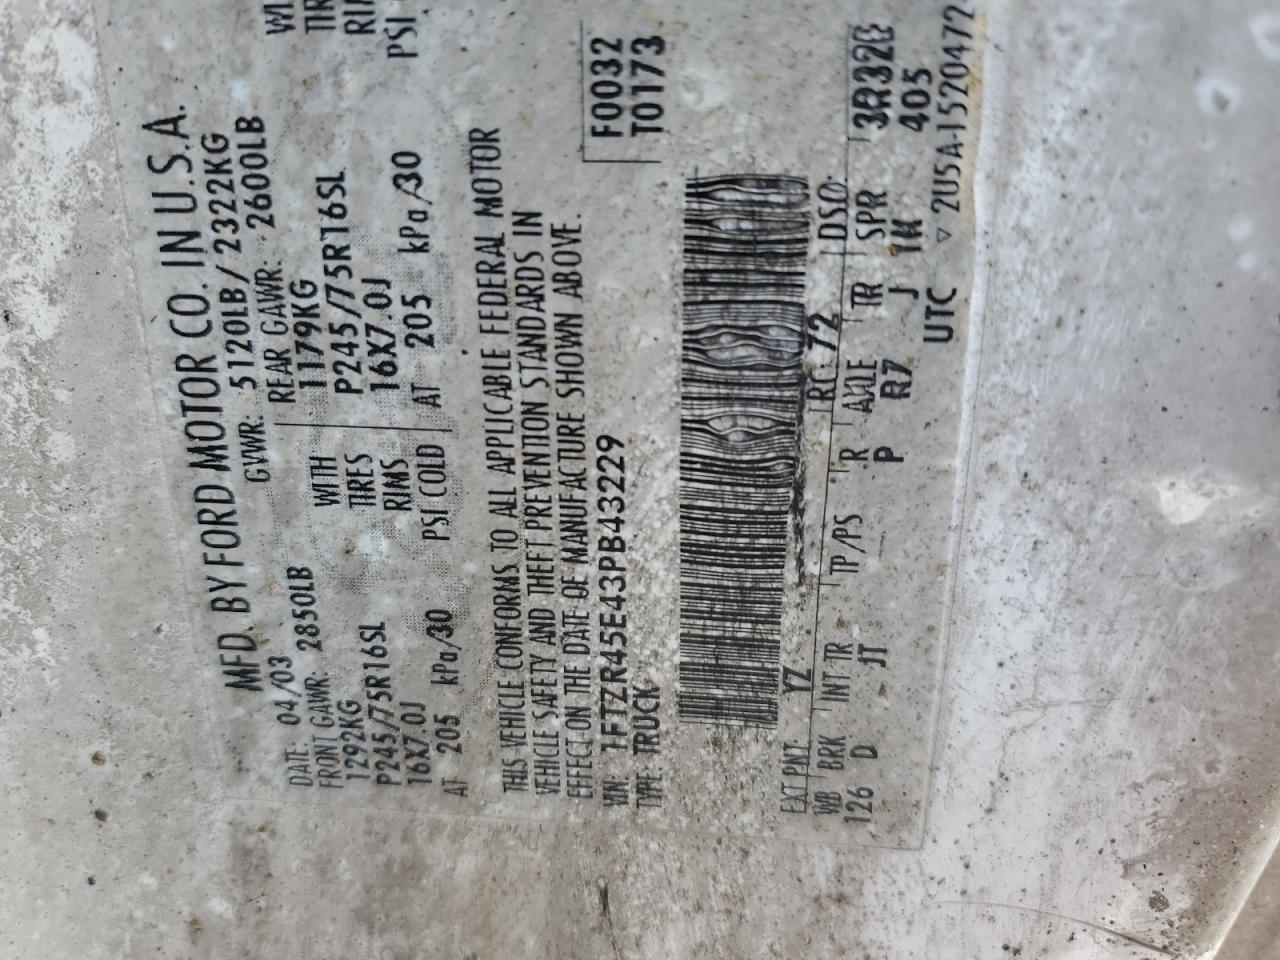 MFD. BY FORD MOTOR CO. IN U.S.A.
DATE: 04/03 GVWR: 5120LB/2322KG
FRONT GAWR: 2850LB REAR GAWR: 2600LB
1292KG WITH 1179KG WI
P245/75R16SL TIRES P245/75R16SL
16X7.0J RIMS 16X7.0J
AT 205 kPa/30 PSI COLD AT 205 kPa/30 PSI
THIS VEHICLE CONFORMS TO ALL APPLICABLE FEDERAL MOTOR
VEHICLE SAFETY AND THEFT PREVENTION STANDARDS IN
EFFECT ON THE DATE OF MANUFACTURE SHOWN ABOVE.
VIN: 1FTZR45E43PB43229 F0032
TYPE: TRUCK T0173
EXT PNT: YZ RC: 72 DSO:
WB BRK INT TR TP/PS R AXLE TR SPR 3R32B
126 D JT P R7 J 1N 405
UTC ▽ 2U5A-1520472